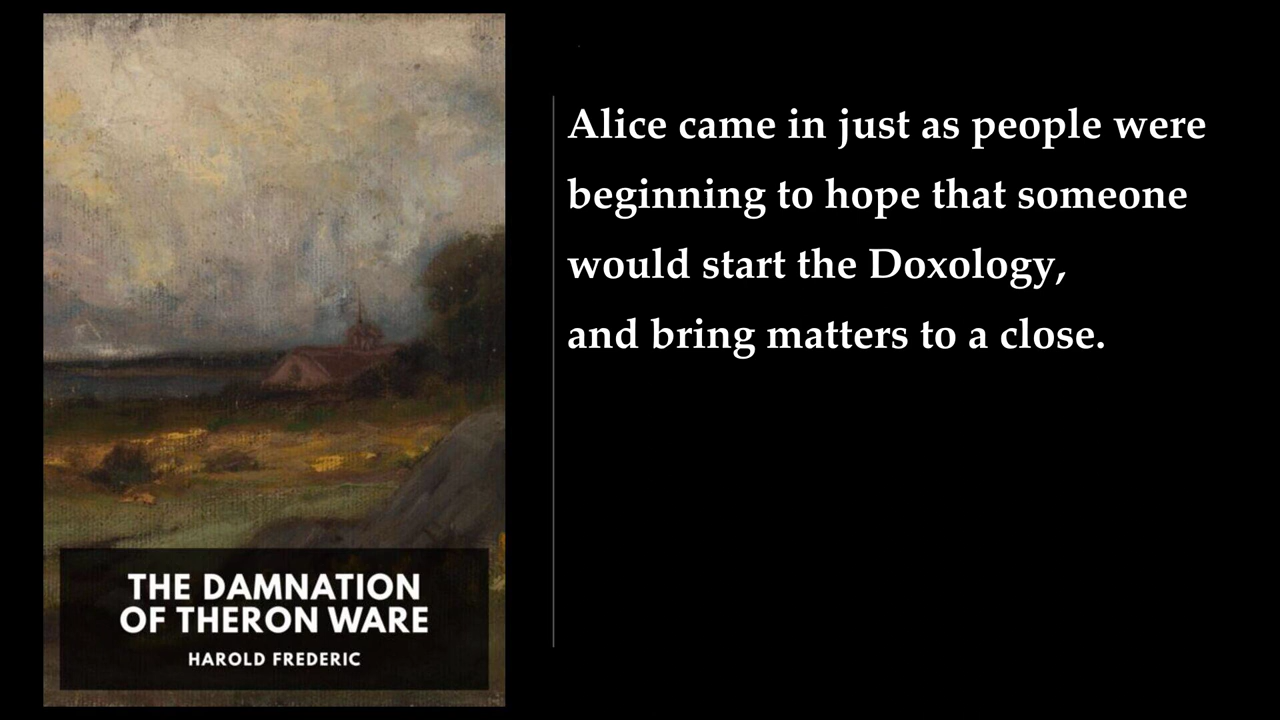 THE DAMNATION
OF THERON WARE
HAROLD FREDERIC
Alice came in just as people were
beginning to hope that someone
would start the Doxology,
and bring matters to a close.